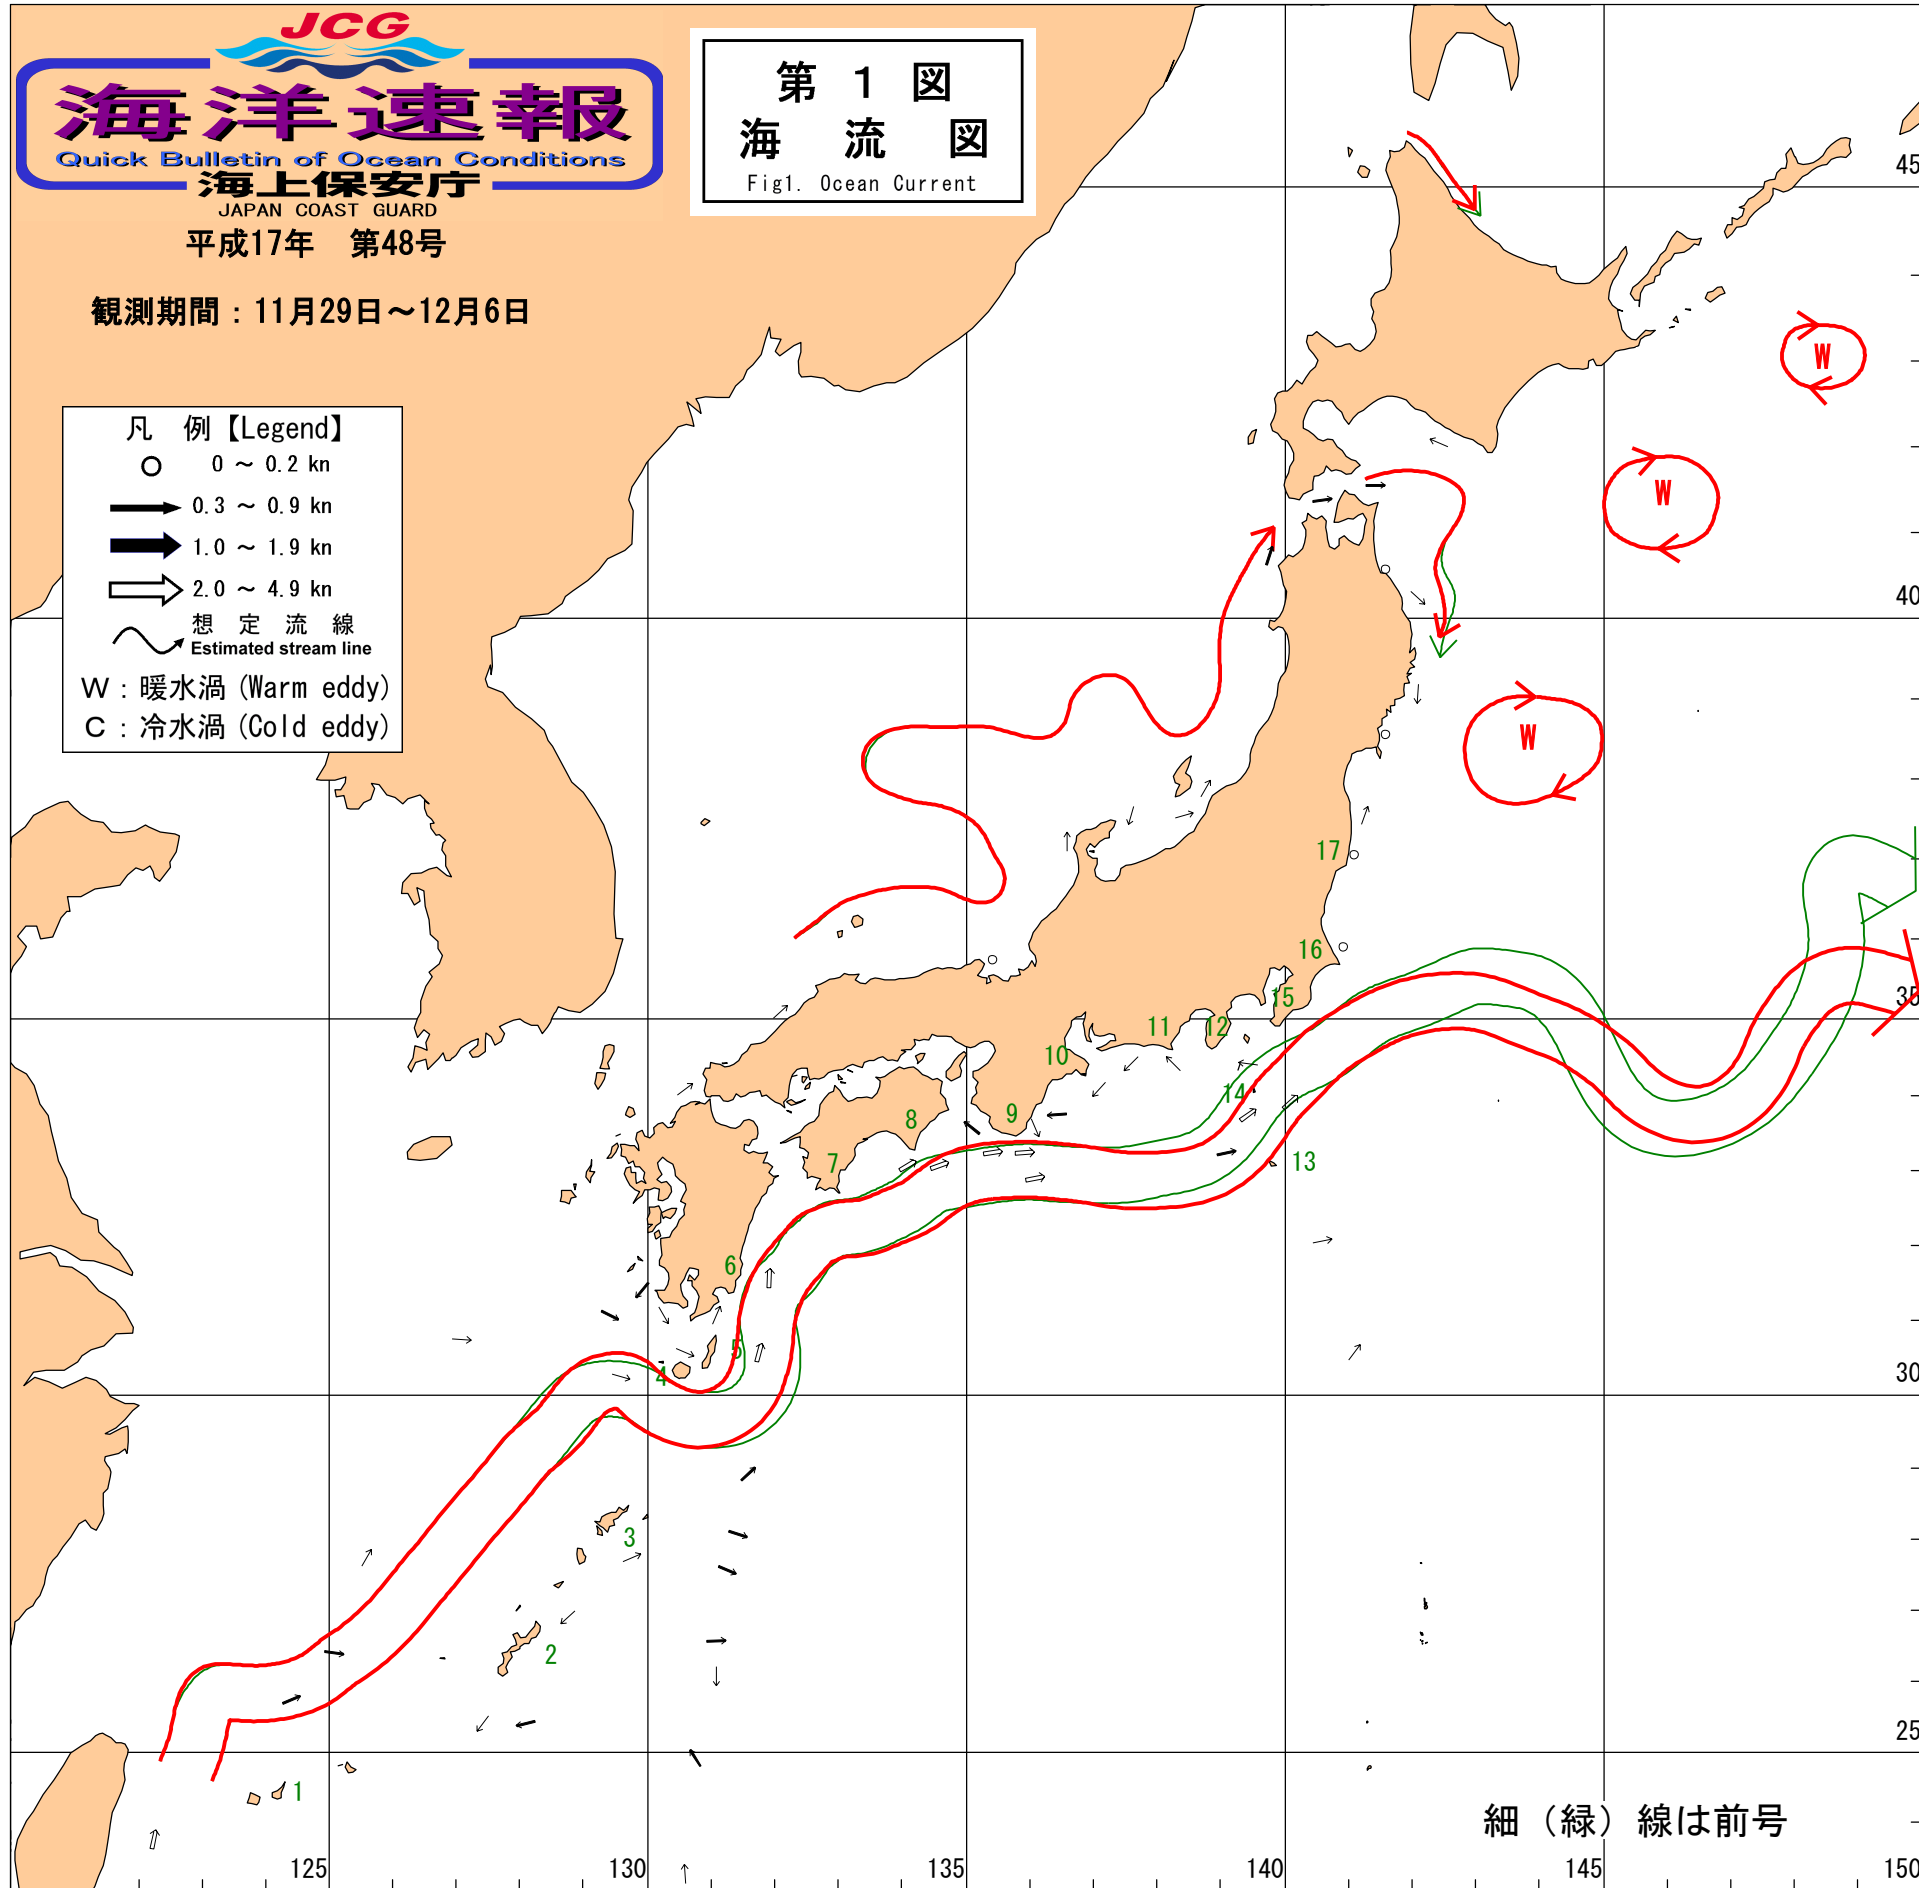 JCG
海洋速報
Quick Bulletin of Ocean Conditions
海上保安庁
JAPAN COAST GUARD
平成17年 第48号
観測期間：11月29日～12月6日
第 1 図
海 流 図
Fig1. Ocean Current
凡 例【Legend】
0 ～ 0.2 kn
0.3 ～ 0.9 kn
1.0 ～ 1.9 kn
2.0 ～ 4.9 kn
想 定 流 線
Estimated stream line
W：暖水渦(Warm eddy)
C：冷水渦(Cold eddy)
45
W
W
40
W
17
16
35
15
12
11
10
14
9
8
7
13
6
5
4
30
3
2
25
1
細（緑）線は前号
125
130
135
140
145
150